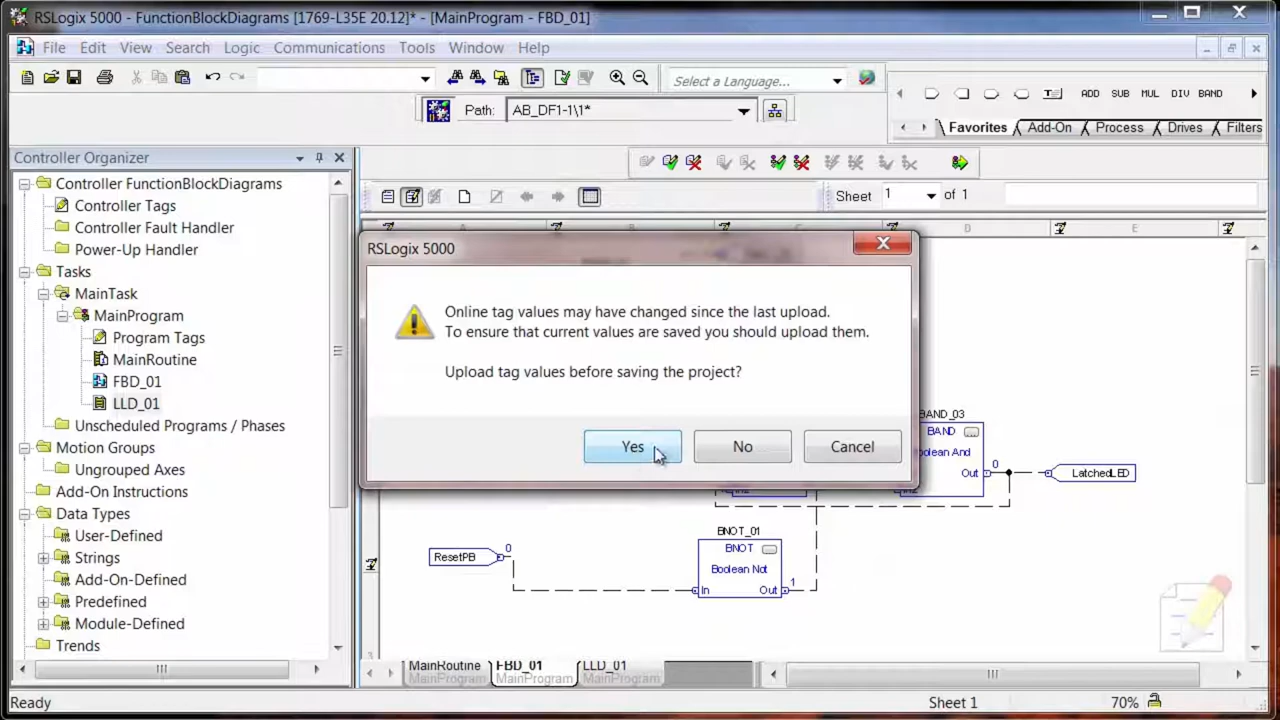 RSLogix 5000 - FunctionBlockDiagrams [1769-L35E 20.12]* - [MainProgram - FBD_01]
File Edit View Search Logic Communications Tools Window Help
Select a Language...
Path: AB_DF1-1\1*
ADD SUB MUL DIV BAND
Favorites Add-On Process Drives Filters
Controller Organizer
Sheet 1 of 1
Controller FunctionBlockDiagrams
Controller Tags
Controller Fault Handler
Power-Up Handler
Tasks
MainTask
MainProgram
Program Tags
MainRoutine
FBD_01
LLD_01
Unscheduled Programs / Phases
Motion Groups
Ungrouped Axes
Add-On Instructions
Data Types
User-Defined
Strings
Add-On-Defined
Predefined
Module-Defined
Trends
D E
RSLogix 5000
Online tag values may have changed since the last upload.
To ensure that current values are saved you should upload them.
Upload tag values before saving the project?
Yes No Cancel
BAND_03
BAND
olean And
0
Out
LatchedLED
BNOT_01
BNOT
ResetPB 0
Boolean Not
In Out 1
MainRoutine FBD_01 LLD_01
MainProgram MainProgram MainProgram
Ready Sheet 1 70%